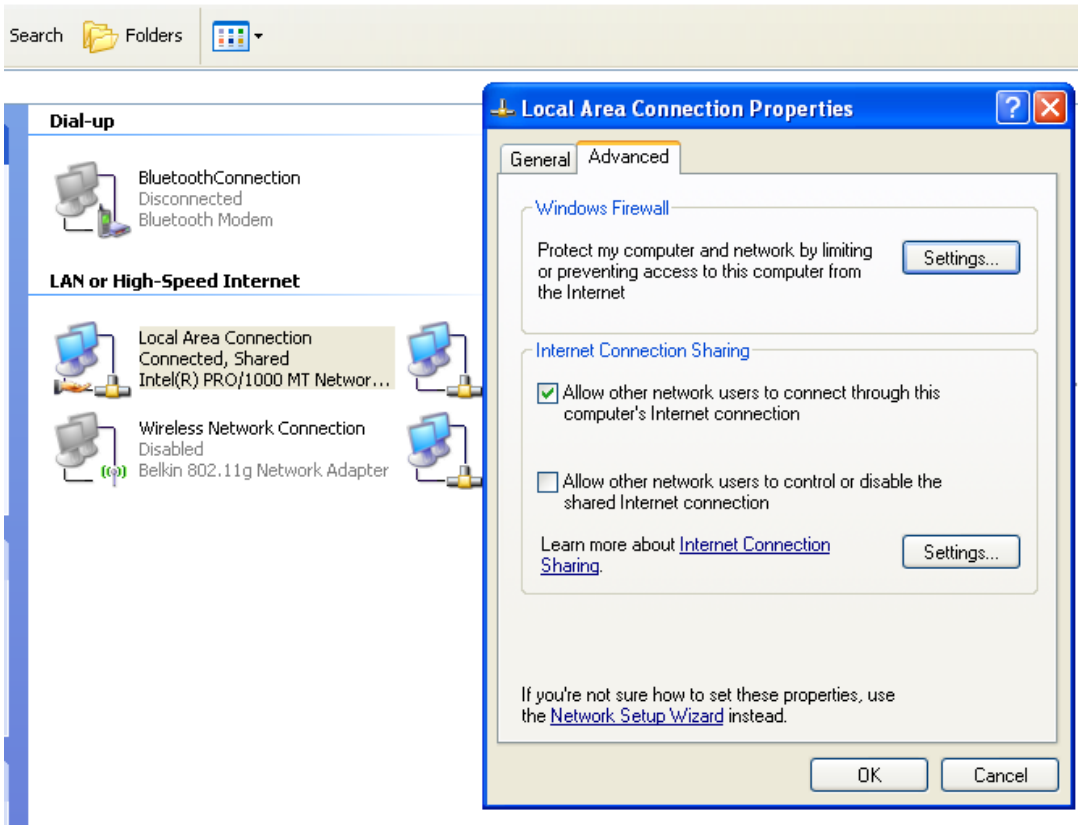 Search
Folders
Dial-up
BluetoothConnection
Disconnected
Bluetooth Modem
LAN or High-Speed Internet
Local Area Connection
Connected, Shared
Intel(R) PRO/1000 MT Networ...
Wireless Network Connection
Disabled
Belkin 802.11g Network Adapter
Local Area Connection Properties
General
Advanced
Windows Firewall
Protect my computer and network by limiting
or preventing access to this computer from
the Internet
Settings...
Internet Connection Sharing
Allow other network users to connect through this
computer's Internet connection
Allow other network users to control or disable the
shared Internet connection
Learn more about Internet Connection
Sharing.
Settings...
If you're not sure how to set these properties, use
the Network Setup Wizard instead.
OK
Cancel